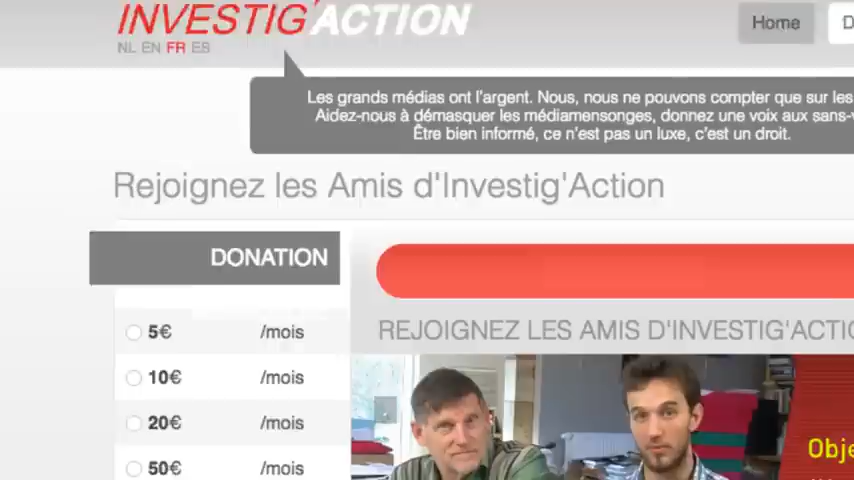 INVESTIG'ACTION
NL EN FR ES
Home
Les grands médias ont l'argent. Nous, nous ne pouvons compter que sur les
Aidez-nous à démasquer les médiamensonges, donnez une voix aux sans-v
Être bien informé, ce n'est pas un luxe, c'est un droit.
Rejoignez les Amis d'Investig'Action
DONATION
REJOIGNEZ LES AMIS D'INVESTIG'ACTIO
5€ /mois
10€ /mois
20€ /mois
50€ /mois
Obje